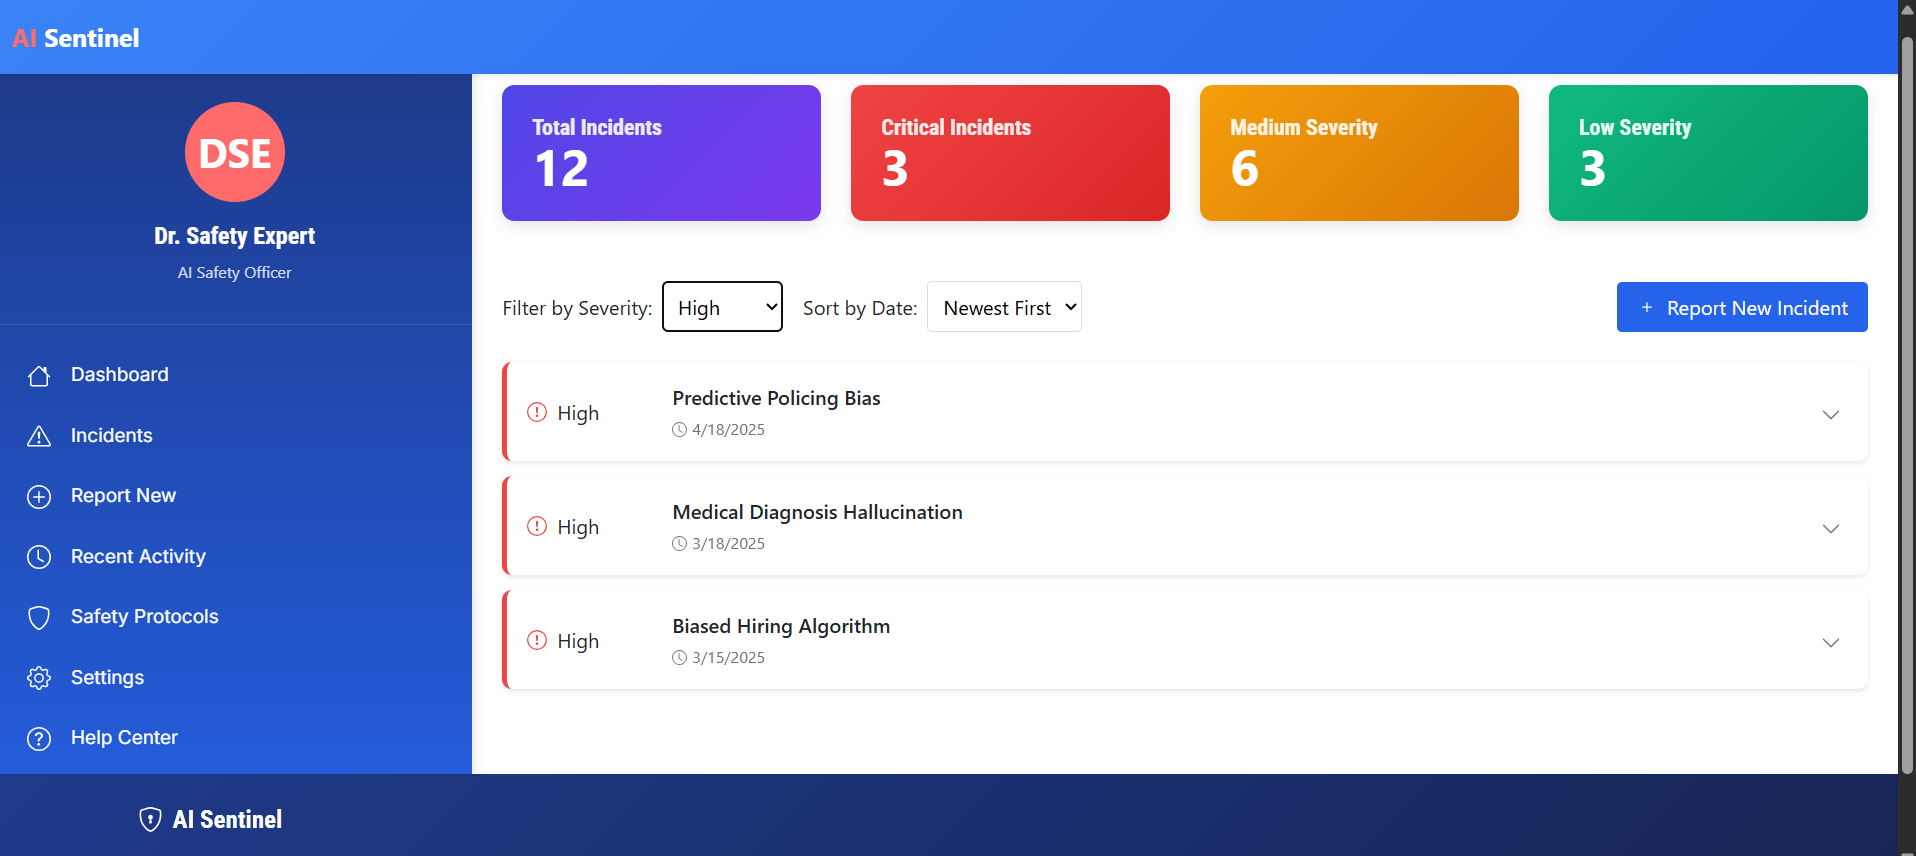 AI Sentinel
DSE
Dr. Safety Expert
AI Safety Officer
Dashboard
Incidents
Report New
Recent Activity
Safety Protocols
Settings
Help Center
Total Incidents
12
Critical Incidents
3
Medium Severity
6
Low Severity
3
Filter by Severity: High Sort by Date: Newest First + Report New Incident
High
Predictive Policing Bias
4/18/2025
High
Medical Diagnosis Hallucination
3/18/2025
High
Biased Hiring Algorithm
3/15/2025
AI Sentinel